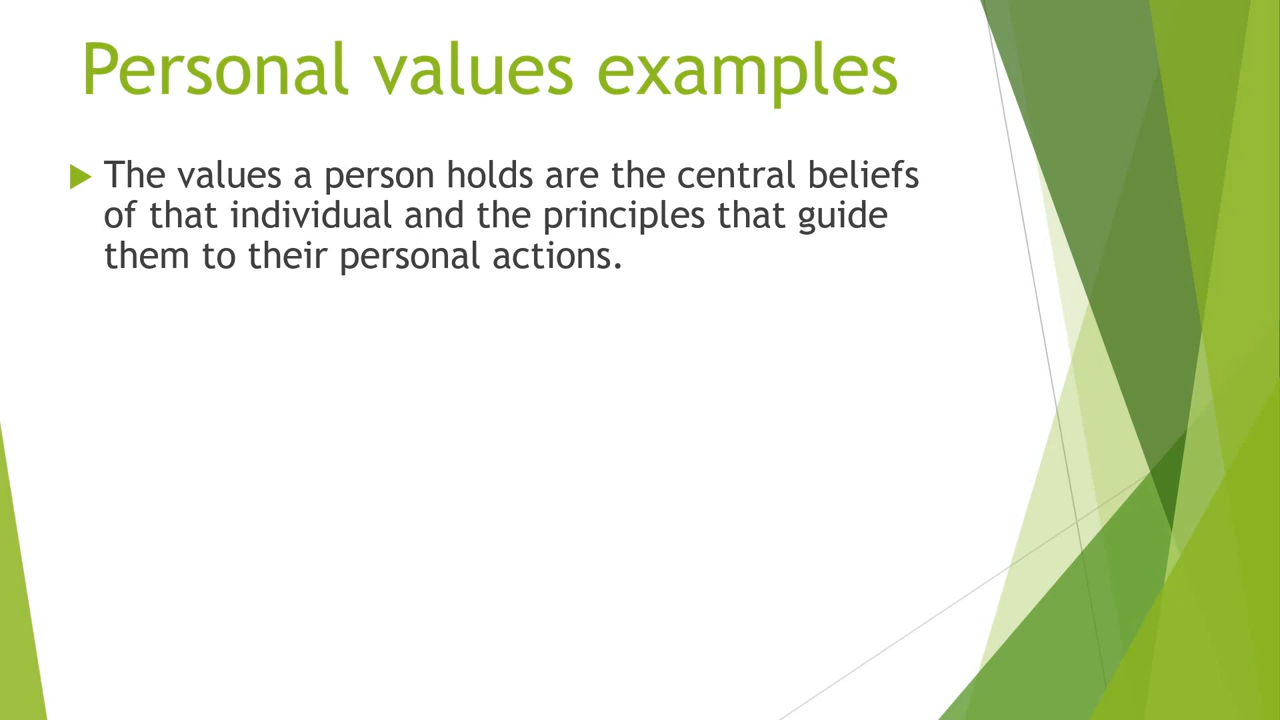 Personal values examples
The values a person holds are the central beliefs
of that individual and the principles that guide
them to their personal actions.